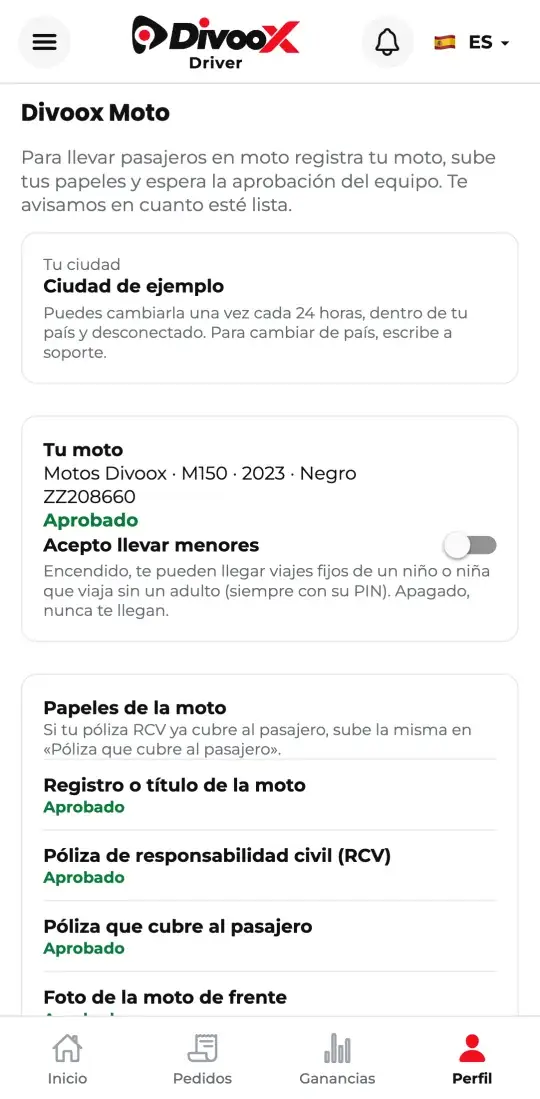 DivooX
Driver
ES
Divoox Moto
Para llevar pasajeros en moto registra tu moto, sube
tus papeles y espera la aprobación del equipo. Te
avisamos en cuanto esté lista.
Tu ciudad
Ciudad de ejemplo
Puedes cambiarla una vez cada 24 horas, dentro de tu
país y desconectado. Para cambiar de país, escribe a
soporte.
Tu moto
Motos Divoox · M150 · 2023 · Negro
ZZ208660
Aprobado
Acepto llevar menores
Encendido, te pueden llegar viajes fijos de un niño o niña
que viaja sin un adulto (siempre con su PIN). Apagado,
nunca te llegan.
Papeles de la moto
Si tu póliza RCV ya cubre al pasajero, sube la misma en
«Póliza que cubre al pasajero».
Registro o título de la moto
Aprobado
Póliza de responsabilidad civil (RCV)
Aprobado
Póliza que cubre al pasajero
Aprobado
Foto de la moto de frente
Inicio
Pedidos
Ganancias
Perfil